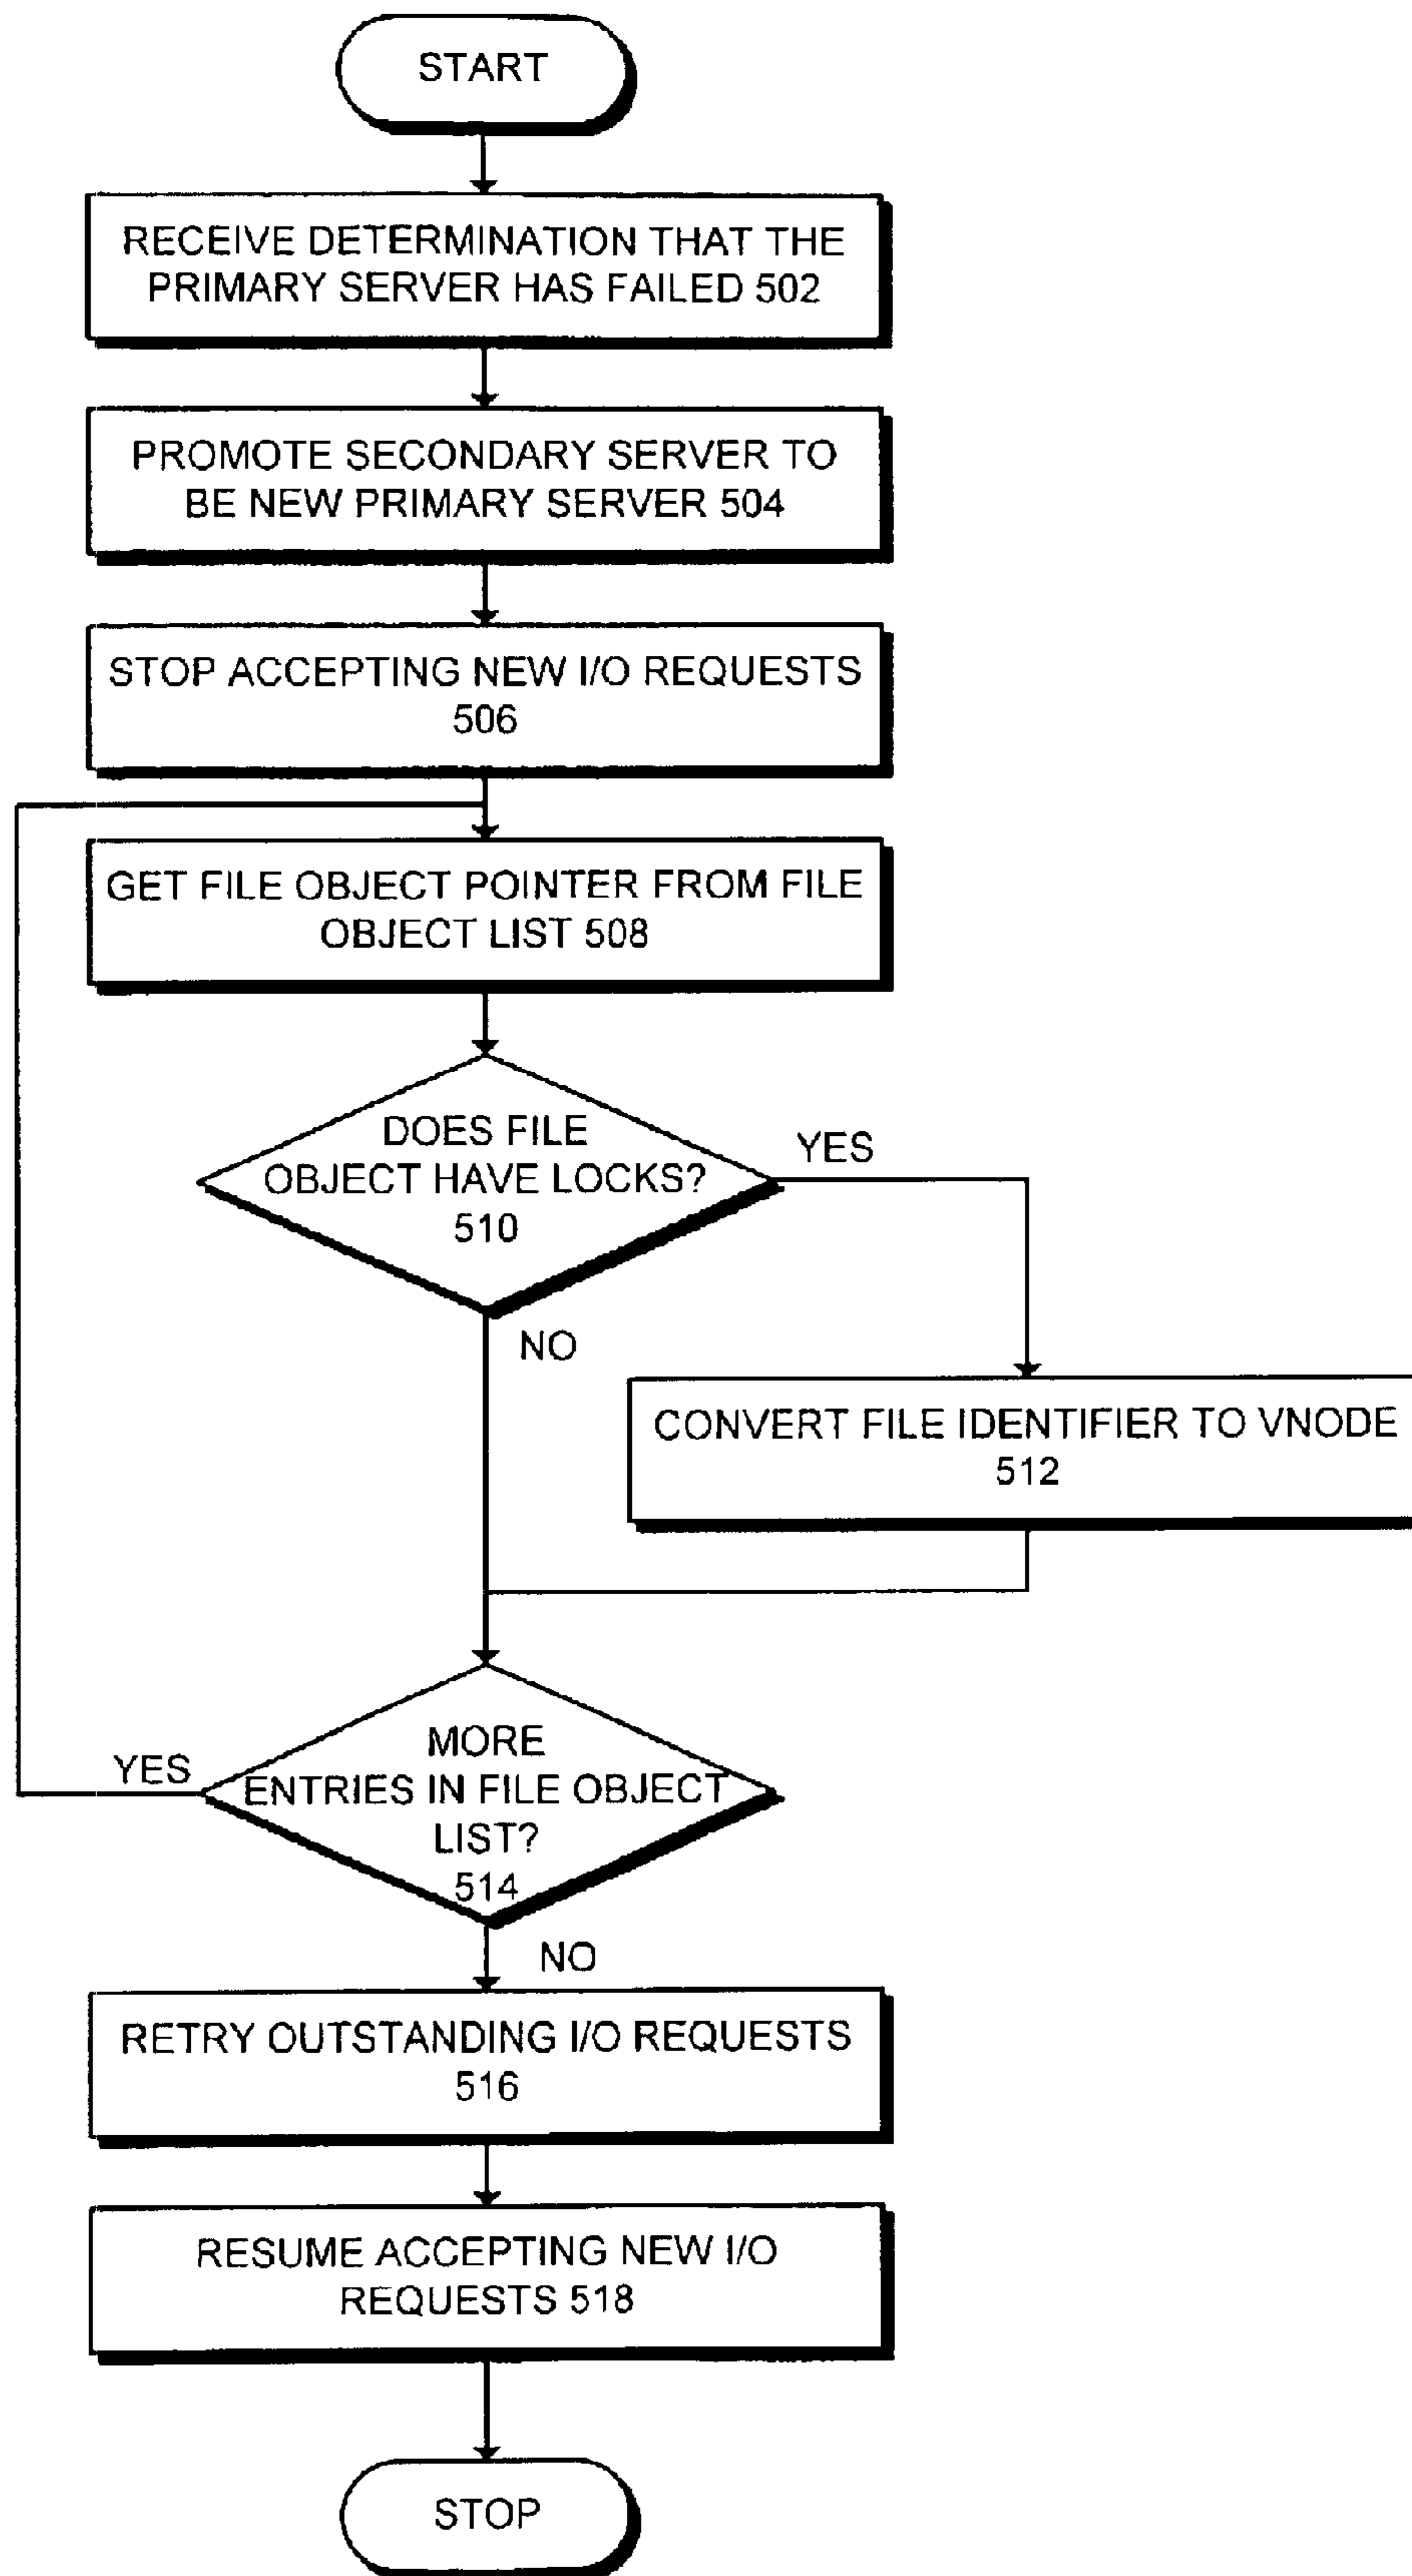 START
RECEIVE DETERMINATION THAT THE
PRIMARY SERVER HAS FAILED 502
PROMOTE SECONDARY SERVER TO
BE NEW PRIMARY SERVER 504
STOP ACCEPTING NEW I/O REQUESTS
506
GET FILE OBJECT POINTER FROM FILE
OBJECT LIST 508
DOES FILE
OBJECT HAVE LOCKS?
510
YES
NO
CONVERT FILE IDENTIFIER TO VNODE
512
MORE
ENTRIES IN FILE OBJECT
LIST?
514
YES
NO
RETRY OUTSTANDING I/O REQUESTS
516
RESUME ACCEPTING NEW I/O
REQUESTS 518
STOP